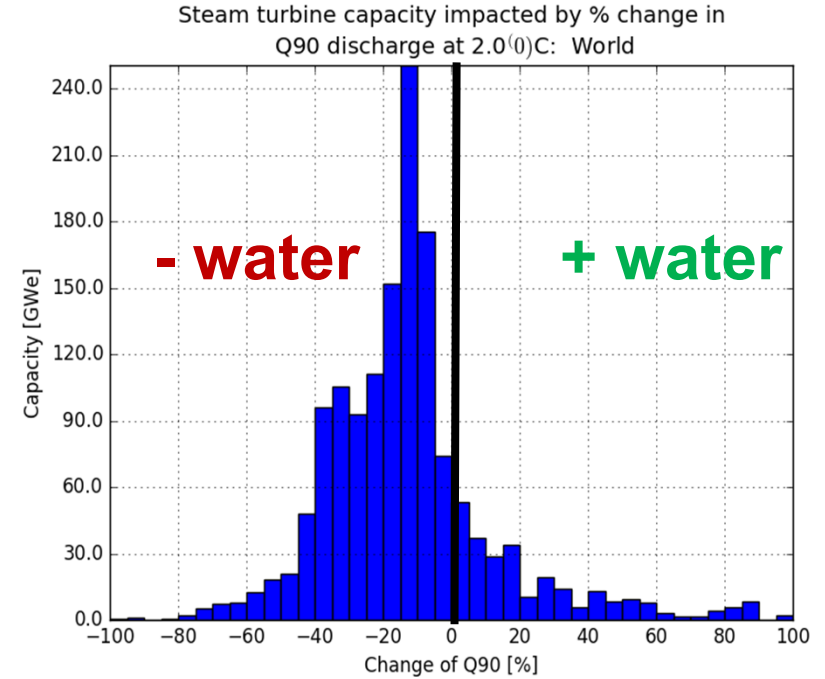 Steam turbine capacity impacted by % change in
Q90 discharge at 2.0⁽0)C: World
240.0
210.0
180.0
150.0
120.0
90.0
60.0
30.0
0.0
Capacity [GWe]
- water
+ water
−100 −80 −60 −40 −20 0 20 40 60 80 100
Change of Q90 [%]